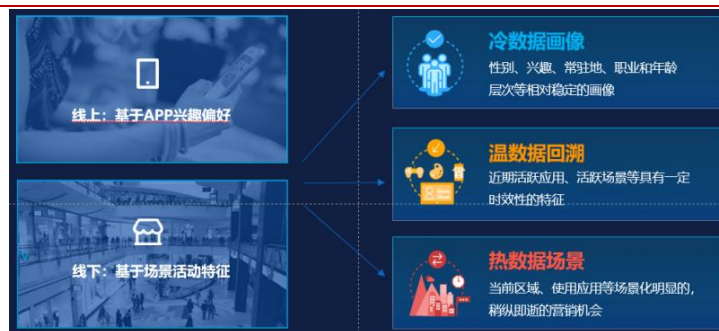 线上：基于APP兴趣偏好
线下：基于场景活动特征
冷数据画像
性别、兴趣、常驻地、职业和年龄
层次等相对稳定的画像
温数据回溯
近期活跃应用、活跃场景等具有一定
时效性的特征
热数据场景
当前区域、使用应用等场景化明显的，
稍纵即逝的营销机会